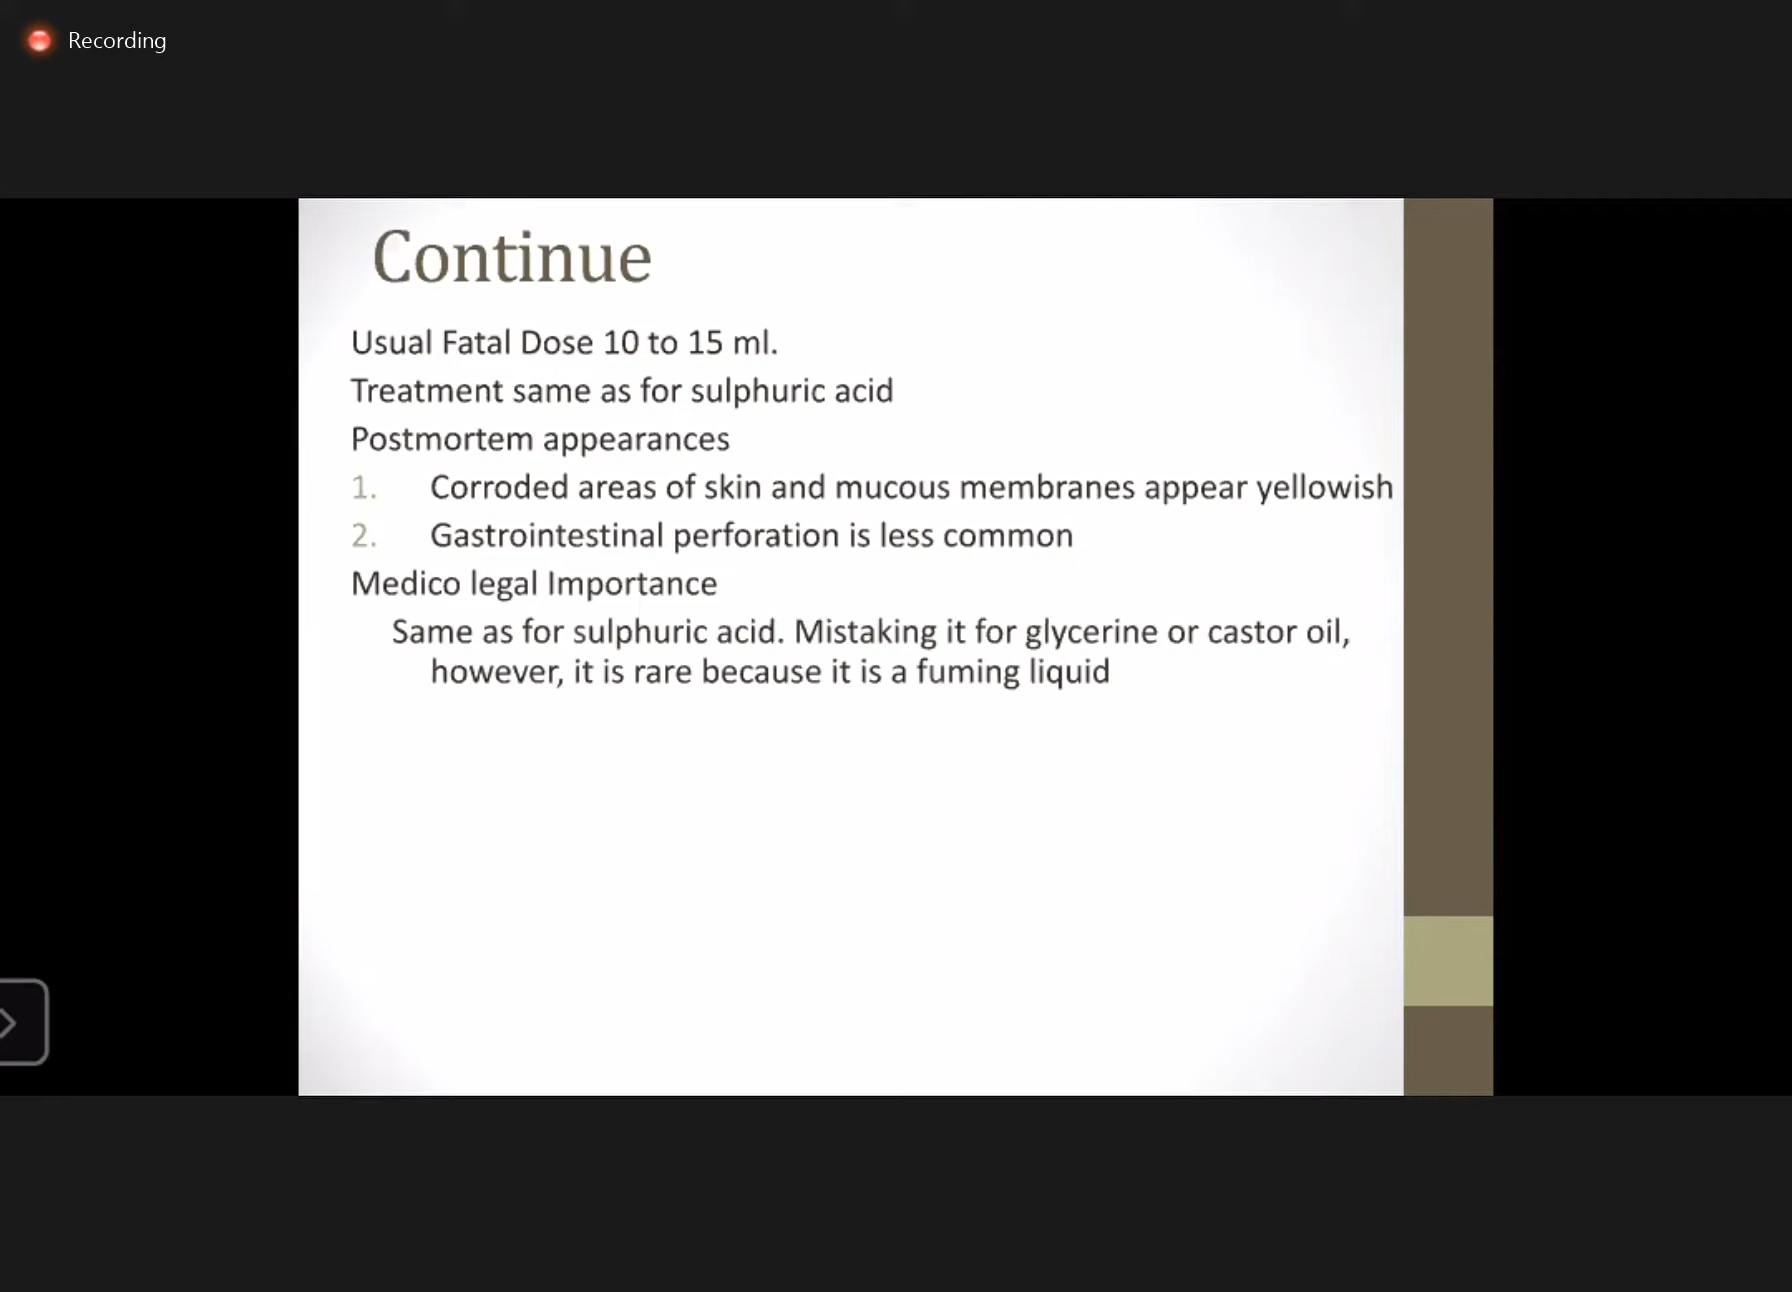 Recording
Continue
Usual Fatal Dose 10 to 15 ml.
Treatment same as for sulphuric acid
Postmortem appearances
1. Corroded areas of skin and mucous membranes appear yellowish
2. Gastrointestinal perforation is less common
Medico legal Importance
Same as for sulphuric acid. Mistaking it for glycerine or castor oil,
however, it is rare because it is a fuming liquid